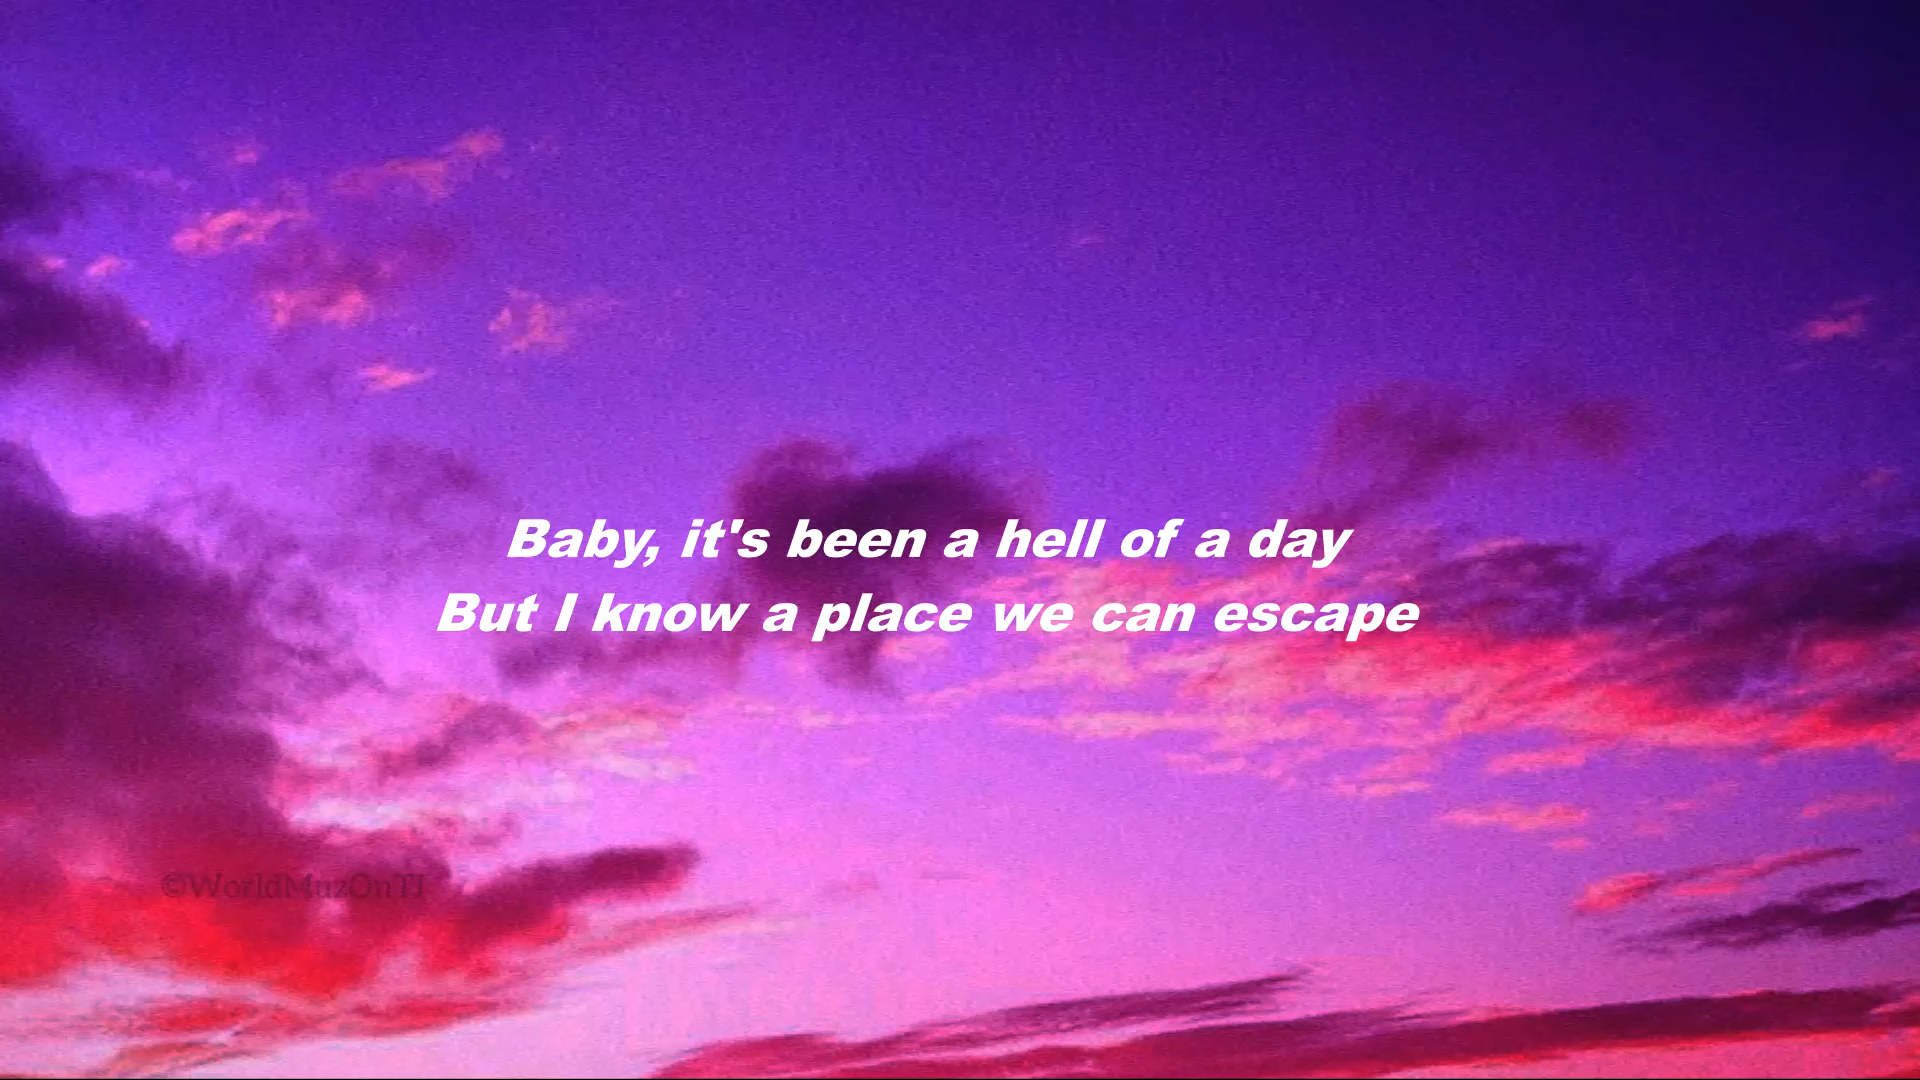 Baby, it's been a hell of a day
But I know a place we can escape
©WorldMuzOnTJ